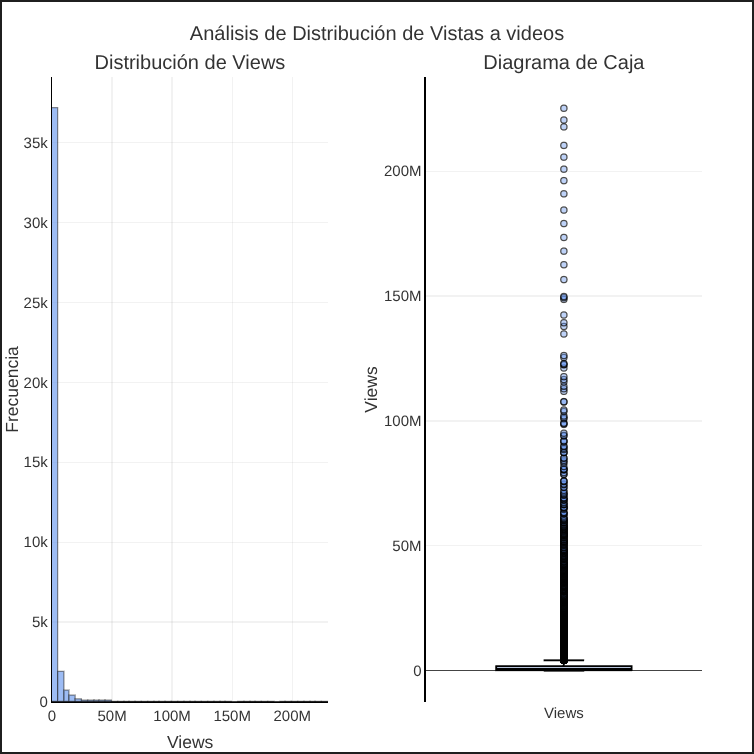 Análisis de Distribución de Vistas a videos
Distribución de Views
Frecuencia
35k
30k
25k
20k
15k
10k
5k
0
0 50M 100M 150M 200M
Views
Diagrama de Caja
Views
200M
150M
100M
50M
0
Views